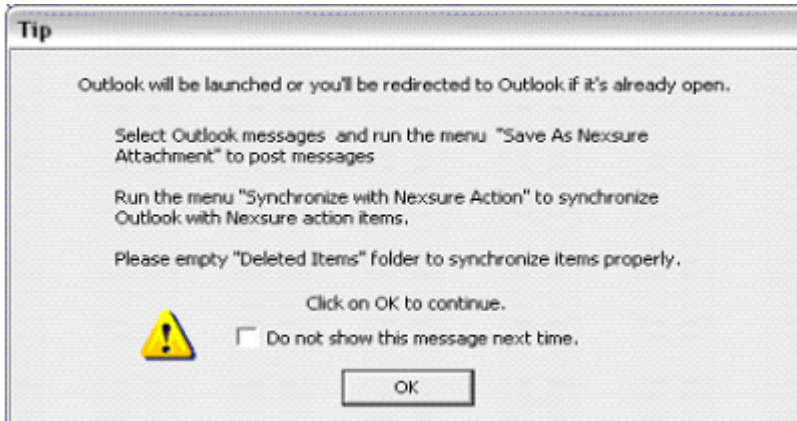 Tip
Outlook will be launched or you'll be redirected to Outlook if it's already open.
Select Outlook messages and run the menu "Save As Nexsure
Attachment" to post messages
Run the menu "Synchronize with Nexsure Action" to synchronize
Outlook with Nexsure action items.
Please empty "Deleted Items" folder to synchronize items properly.
Click on OK to continue.
Do not show this message next time.
OK